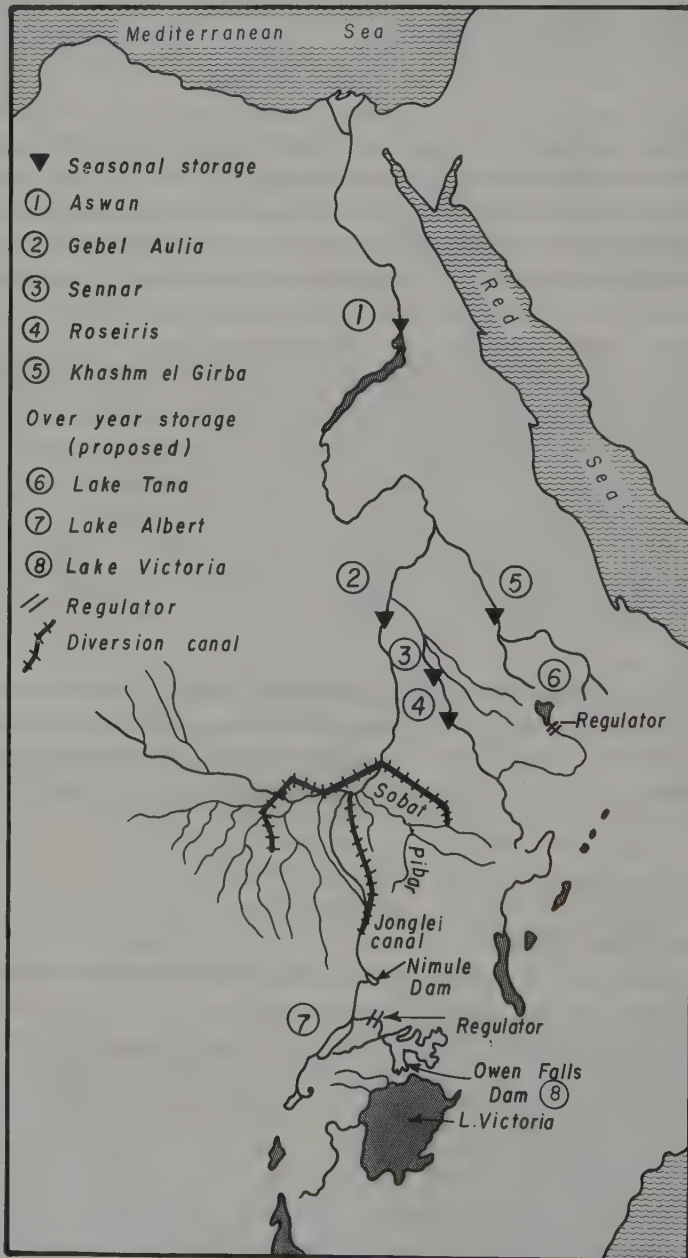 Mediterranean Sea
Seasonal storage
① Aswan
② Gebel Aulia
③ Sennar
④ Roseiris
⑤ Khashm el Girba
Over year storage
(proposed)
⑥ Lake Tana
⑦ Lake Albert
⑧ Lake Victoria
Regulator
Diversion canal
Red
Sea
①
②
⑤
③
⑥
④
Regulator
Sobat
Pibar
Jonglei
canal
Nimule
Dam
⑦
Regulator
Owen Falls
Dam ⑧
L. Victoria